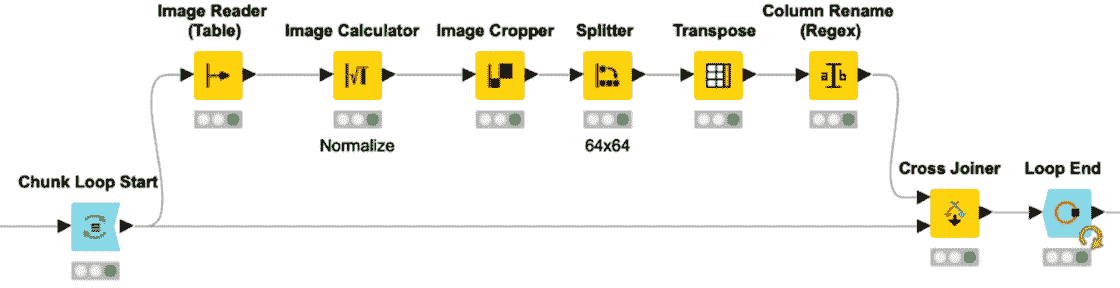 Image Reader
(Table)
Image Calculator
Image Cropper
Splitter
Transpose
Column Rename
(Regex)
Normalize
64x64
Chunk Loop Start
Cross Joiner
Loop End